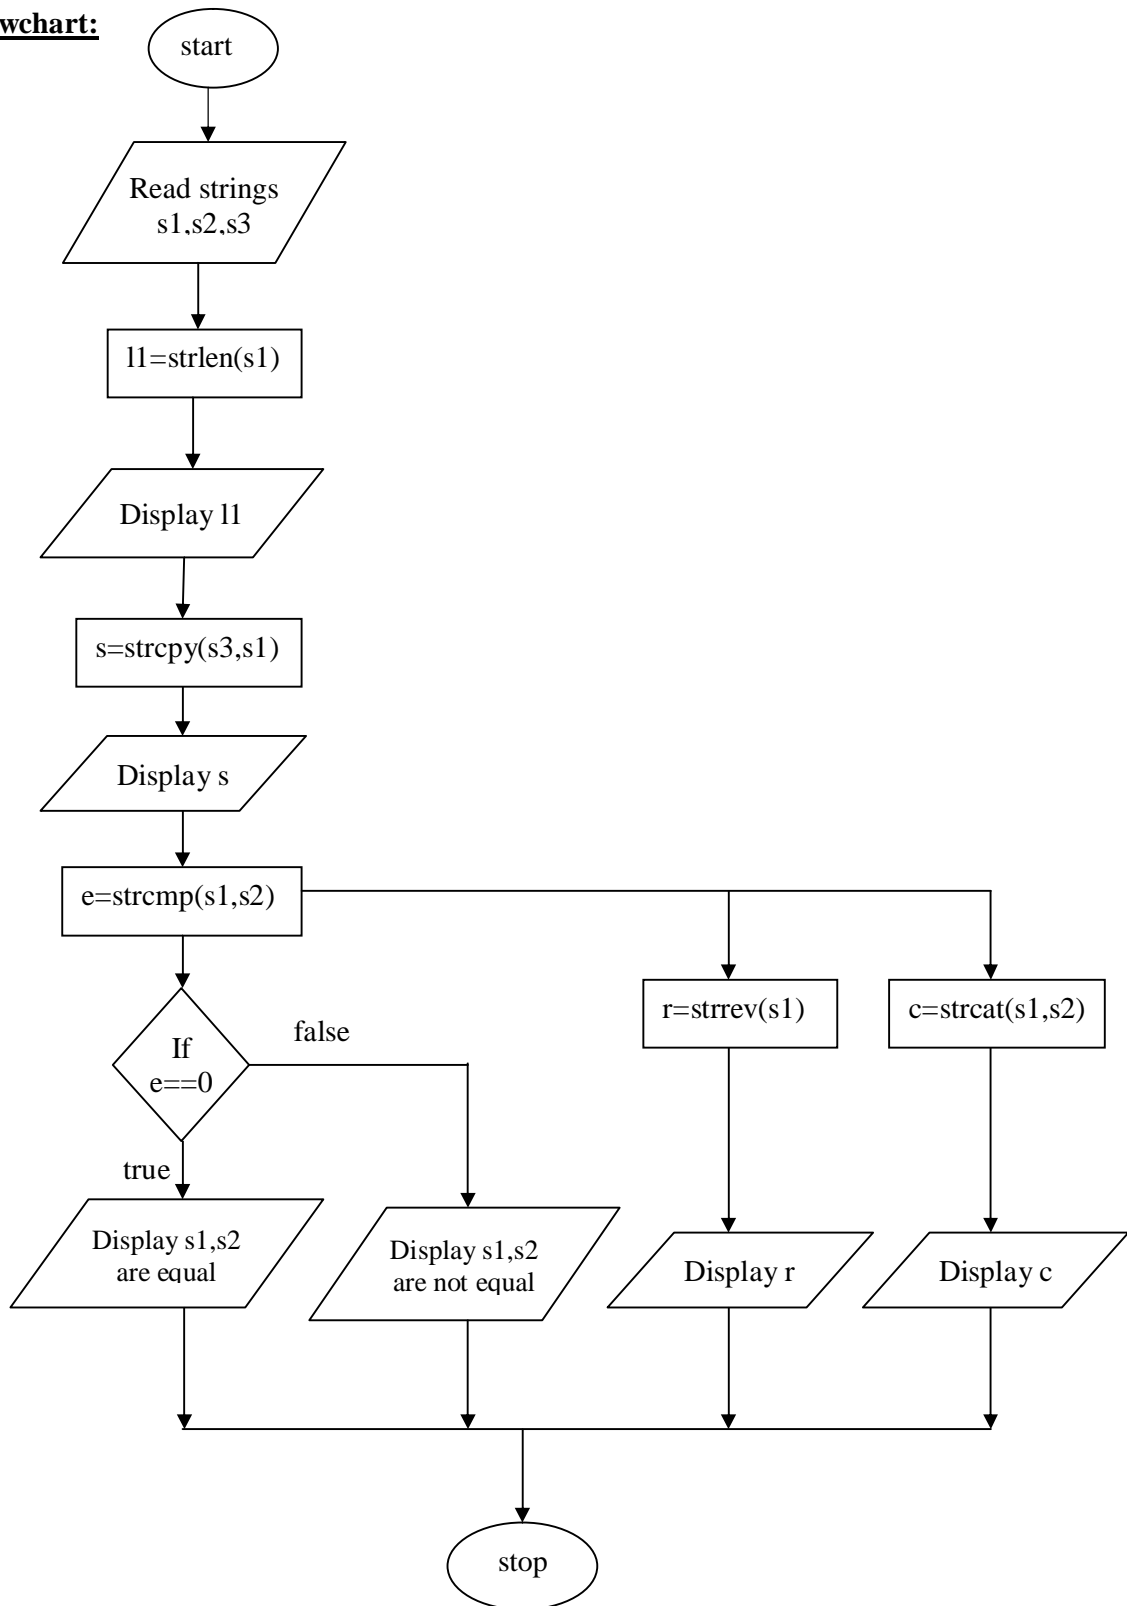 wchart:
start
Read strings
s1,s2,s3
l1=strlen(s1)
Display l1
s=strcpy(s3,s1)
Display s
e=strcmp(s1,s2)
r=strrev(s1)
c=strcat(s1,s2)
If
e==0
false
true
Display s1,s2
are equal
Display s1,s2
are not equal
Display r
Display c
stop